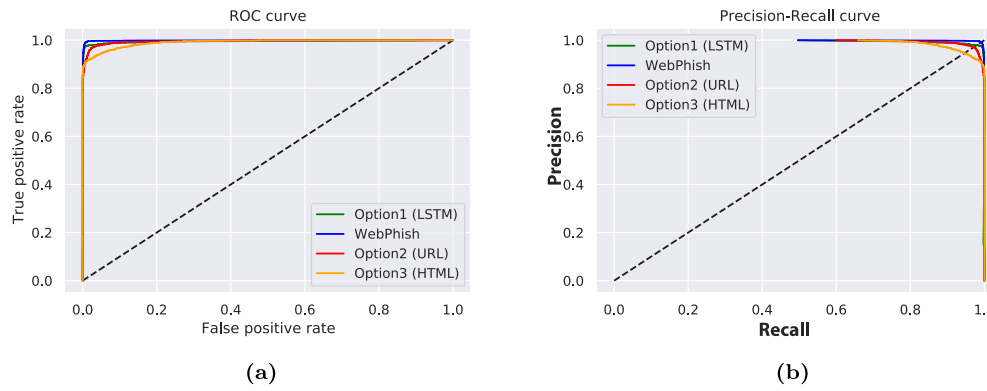 ROC curve
1.0
0.8
0.6
0.4
0.2
0.0
True positive rate
Option1 (LSTM)
WebPhish
Option2 (URL)
Option3 (HTML)
0.0 0.2 0.4 0.6 0.8 1.0
False positive rate
(a)
Precision-Recall curve
1.0
0.8
0.6
0.4
0.2
0.0
Precision
Option1 (LSTM)
WebPhish
Option2 (URL)
Option3 (HTML)
0.0 0.2 0.4 0.6 0.8 1.
Recall
(b)